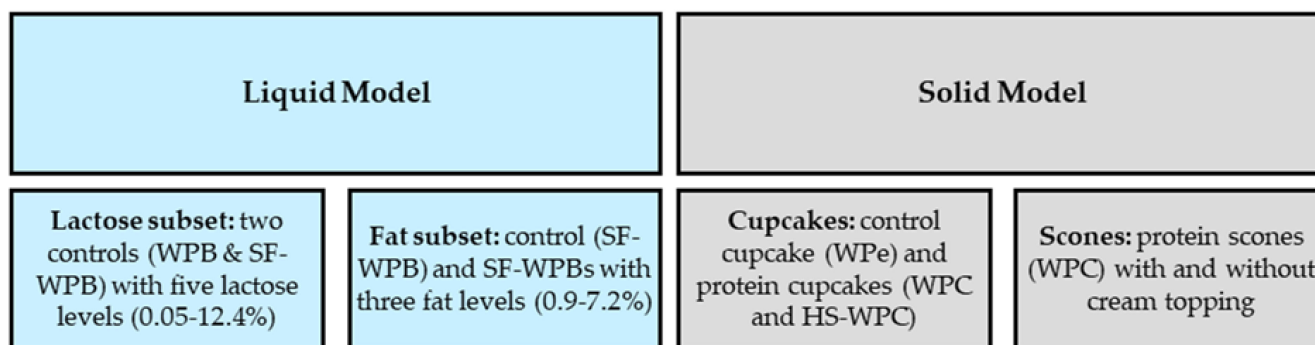 Liquid Model
Solid Model
Lactose subset: two
controls (WPB & SF-
WPB) with five lactose
levels (0.05-12.4%)
Fat subset: control (SF-
WPB) and SF-WPBs with
three fat levels (0.9-7.2%)
Cupcakes: control
cupcake (WPe) and
protein cupcakes (WPC
and HS-WPC)
Scones: protein scones
(WPC) with and without
cream topping